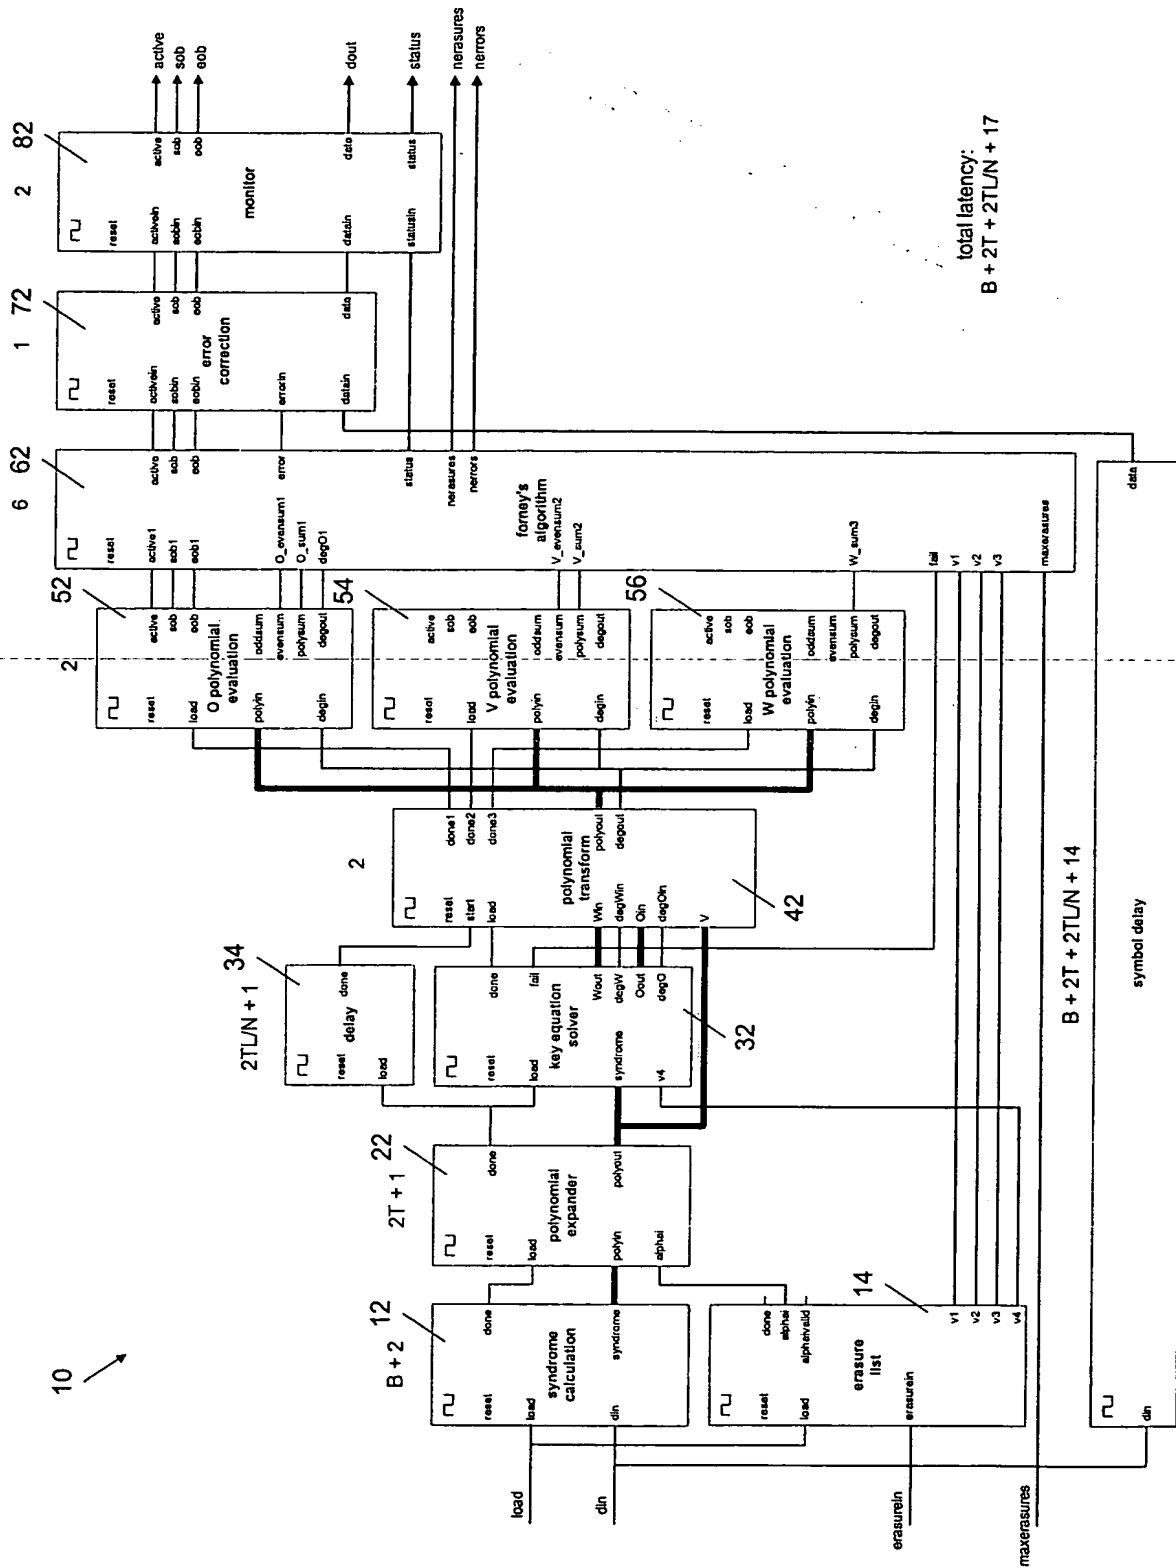 10
load
din
erasurein
maxerasures
B + 2
12
reset
load
din
syndrome
calculation
done
syndrome
14
reset
load
erasurein
erasure
list
done
alphai
alphaivalid
v1
v2
v3
v4
2T + 1
22
reset
load
polyin
alphai
polynomial
expander
done
polyout
2TL/N + 1
34
reset
load
delay
done
reset
load
syndrome
v4
key equation
solver
done
fail
Wout
degW
Oout
degO
32
2
reset
start
load
Win
degWin
Oin
degOin
V
polynomial
transform
done1
done2
done3
polyout
degout
42
2
52
reset
load
polyin
degin
O polynomial
evaluation
active
sob
eob
oddsum
evensum
polysum
degout
54
reset
load
polyin
degin
V polynomial
evaluation
active
sob
eob
oddsum
evensum
polysum
degout
56
reset
load
polyin
degin
W polynomial
evaluation
active
sob
eob
oddsum
evensum
polysum
degout
6
62
reset
active1
sob1
eob1
O_evensum1
O_sum1
degO1
V_evensum2
V_sum2
W_sum3
fail
v1
v2
v3
maxerasures
forney's
algorithm
active
sob
eob
error
status
nerasures
nerrors
1
72
reset
activein
sobin
eobin
errorin
datain
error
correction
active
sob
eob
data
2
82
reset
activein
sobin
eobin
datain
statusin
monitor
active
sob
eob
data
status
active
sob
eob
dout
status
nerasures
nerrors
B + 2T + 2TL/N + 14
din
symbol delay
data
total latency:
B + 2T + 2TL/N + 17